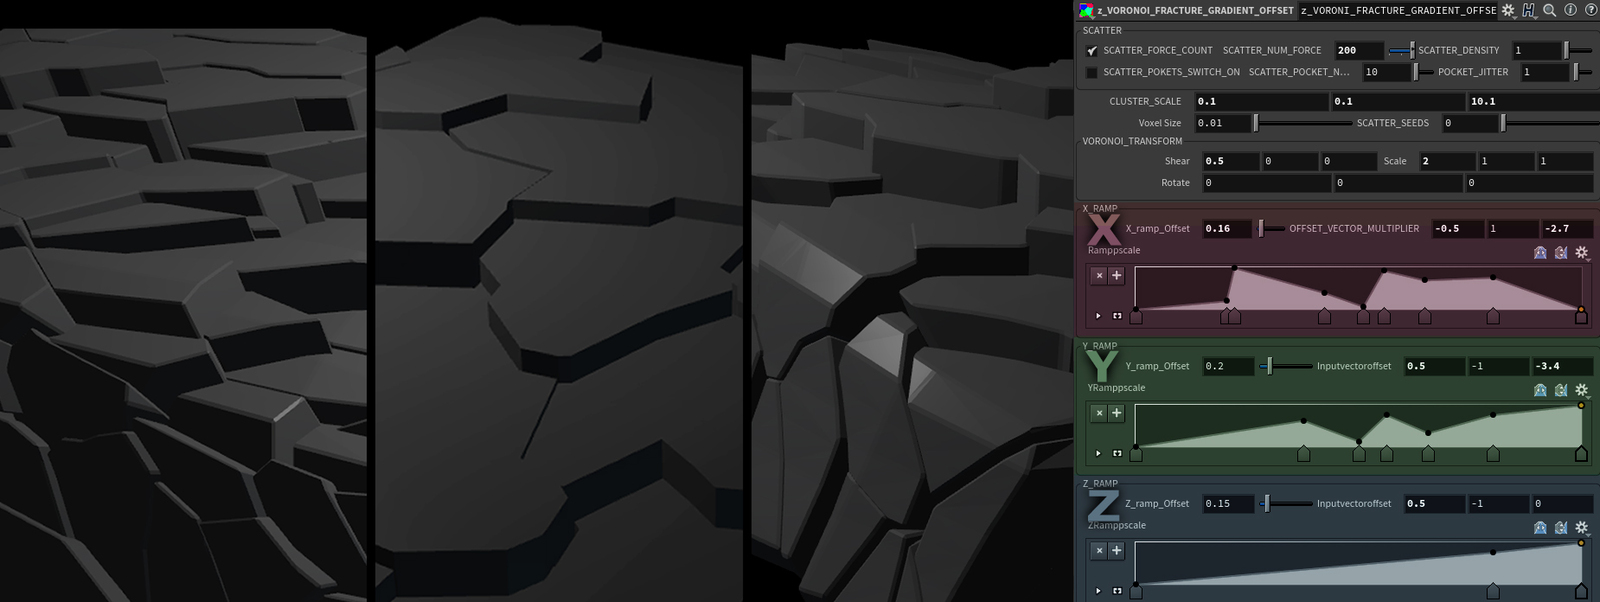 z_VORONOI_FRACTURE_GRADIENT_OFFSET z_VORONI_FRACTURE_GRADIENT_OFFSE
SCATTER
SCATTER_FORCE_COUNT SCATTER_NUM_FORCE 200 SCATTER_DENSITY 1
SCATTER_POKETS_SWITCH_ON SCATTER_POCKET_N... 10 POCKET_JITTER 1
CLUSTER_SCALE 0.1 0.1 10.1
Voxel Size 0.01 SCATTER_SEEDS 0
VORONOI_TRANSFORM
Shear 0.5 0 0 Scale 2 1 1
Rotate 0 0 0
X_RAMP
X X_ramp_Offset 0.16 OFFSET_VECTOR_MULTIPLIER -0.5 1 -2.7
Ramppscale
Y_RAMP
Y Y_ramp_Offset 0.2 Inputvectoroffset 0.5 -1 -3.4
YRamppscale
Z_RAMP
Z Z_ramp_Offset 0.15 Inputvectoroffset 0.5 -1 0
ZRamppscale